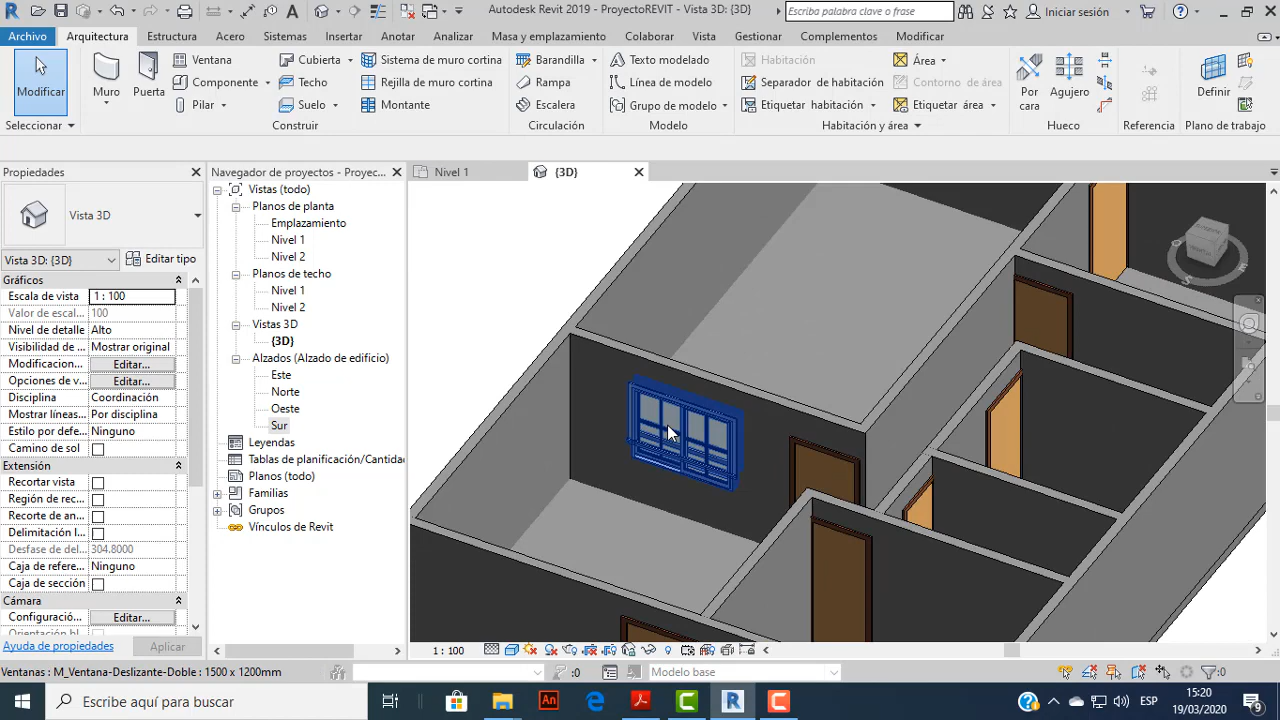 Autodesk Revit 2019 - ProyectoREVIT - Vista 3D: {3D}
Escriba palabra clave o frase
Iniciar sesión
Archivo Arquitectura Estructura Acero Sistemas Insertar Anotar Analizar Masa y emplazamiento Colaborar Vista Gestionar Complementos Modificar
Modificar
Muro
Puerta
Ventana
Componente
Pilar
Cubierta
Techo
Suelo
Sistema de muro cortina
Rejilla de muro cortina
Montante
Barandilla
Rampa
Escalera
Texto modelado
Línea de modelo
Grupo de modelo
Habitación
Separador de habitación
Etiquetar habitación
Área
Contorno de área
Etiquetar área
Por cara
Agujero
Definir
Seleccionar
Construir
Circulación
Modelo
Habitación y área
Hueco
Referencia
Plano de trabajo
Propiedades
Vista 3D
Vista 3D: {3D}
Editar tipo
Gráficos
Escala de vista 1 : 100
Valor de escal... 100
Nivel de detalle Alto
Visibilidad de ... Mostrar original
Modificacion... Editar...
Opciones de v... Editar...
Disciplina Coordinación
Mostrar líneas... Por disciplina
Estilo por defe... Ninguno
Camino de sol
Extensión
Recortar vista
Región de rec...
Recorte de an...
Delimitación l...
Desfase de del... 304.8000
Caja de refere... Ninguno
Caja de sección
Cámara
Configuració... Editar...
Ayuda de propiedades
Aplicar
Navegador de proyectos - Proyec...
Vistas (todo)
Planos de planta
Emplazamiento
Nivel 1
Nivel 2
Planos de techo
Nivel 1
Nivel 2
Vistas 3D
{3D}
Alzados (Alzado de edificio)
Este
Norte
Oeste
Sur
Leyendas
Tablas de planificación/Cantidad
Planos (todo)
Familias
Grupos
Vínculos de Revit
Nivel 1
{3D}
1 : 100
Ventanas : M_Ventana-Deslizante-Doble : 1500 x 1200mm
:0
Modelo base
:0
Escribe aquí para buscar
An
R
ESP
15:20
19/03/2020
9